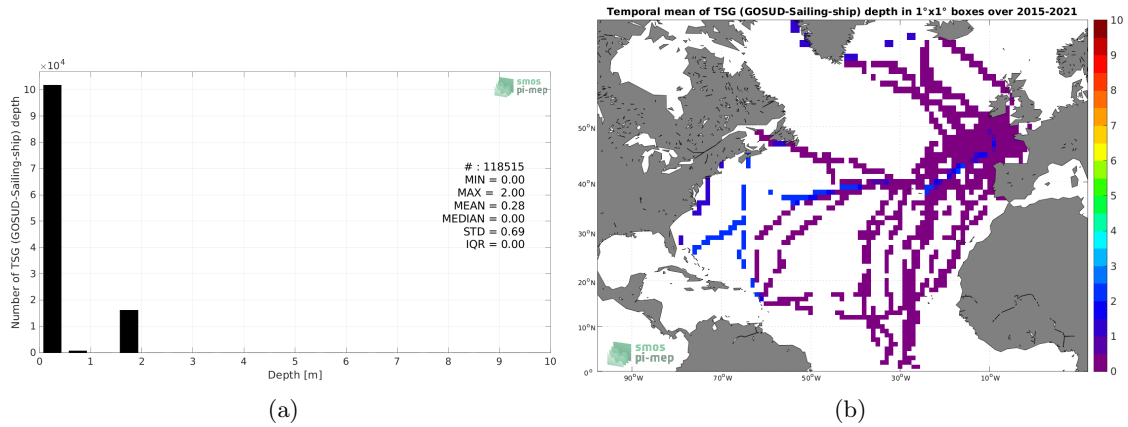 ×10⁴
Number of TSG (GOSUD-Sailing-ship) depth
10
9
8
7
6
5
4
3
2
1
0
0 1 2 3 4 5 6 7 8 9 10
Depth [m]
smos
pi-mep
# : 118515
MIN = 0.00
MAX = 2.00
MEAN = 0.28
MEDIAN = 0.00
STD = 0.69
IQR = 0.00
(a)
Temporal mean of TSG (GOSUD-Sailing-ship) depth in 1°x1° boxes over 2015-2021
50°N
40°N
30°N
20°N
10°N
0°
90°W 70°W 50°W 30°W 10°W
smos
pi-mep
10
9
8
7
6
5
4
3
2
1
0
(b)